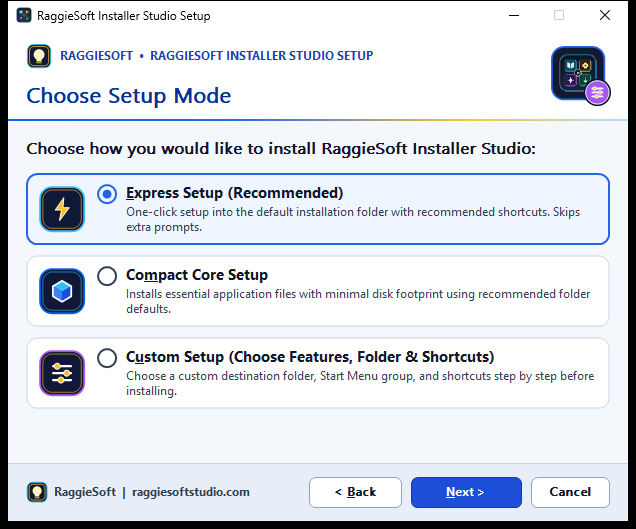 RaggieSoft Installer Studio Setup
RAGGIESOFT • RAGGIESOFT INSTALLER STUDIO SETUP
Choose Setup Mode
Choose how you would like to install RaggieSoft Installer Studio:
Express Setup (Recommended)
One-click setup into the default installation folder with recommended shortcuts. Skips
extra prompts.
Compact Core Setup
Installs essential application files with minimal disk footprint using recommended folder
defaults.
Custom Setup (Choose Features, Folder & Shortcuts)
Choose a custom destination folder, Start Menu group, and shortcuts step by step before
installing.
RaggieSoft | raggiesoftstudio.com
< Back
Next >
Cancel